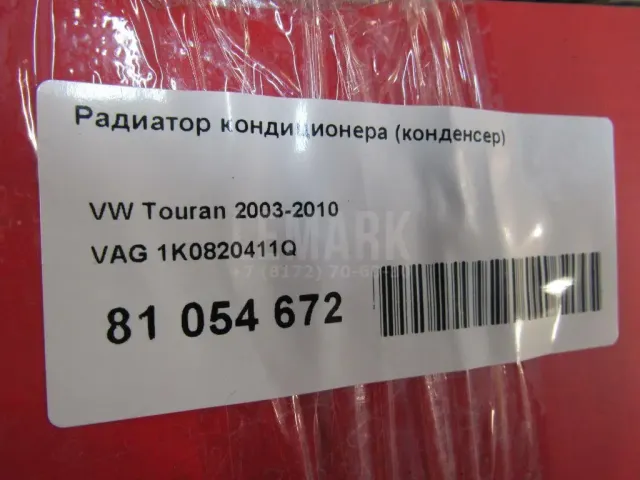 Радиатор кондиционера (конденсер)
VW Touran 2003-2010
VAG 1K0820411Q
81 054 672